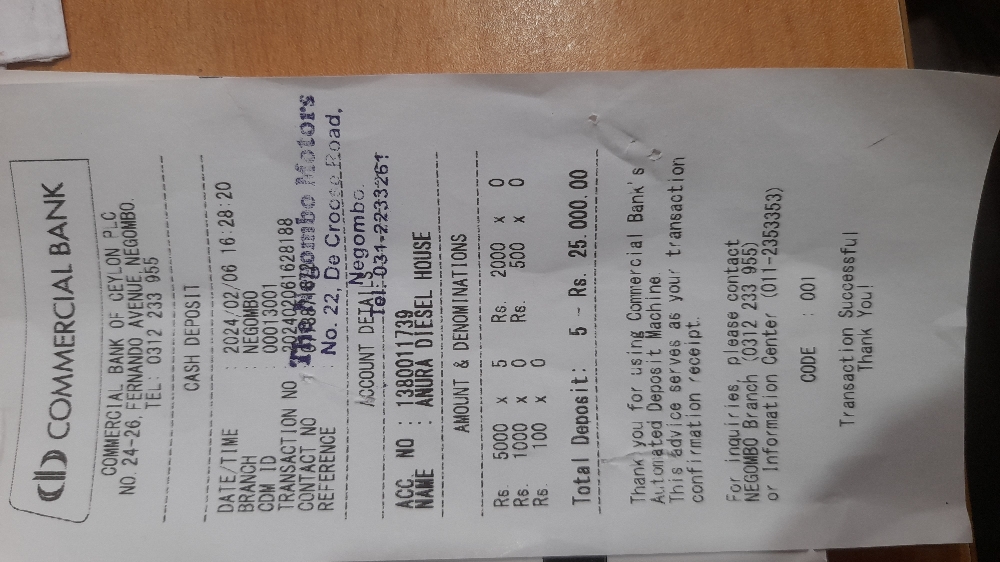 COMMERCIAL BANK
COMMERCIAL BANK OF CEYLON PLC
NO. 24-26, FERNANDO AVENUE, NEGOMBO.
TEL: 0312 233 955
CASH DEPOSIT
DATE/TIME : 2024/02/06 16:28:20
BRANCH : NEGOMBO
CDM ID : 00013001
TRANSACTION NO : 20240206162818​8
CONTACT NO :
REFERENCE :
The Negombo Motors
No. 22, De Croose Road,
Negombo.
Tel: 031-2233261
ACCOUNT DETAILS
ACC. NO : 1380011739
NAME : ANURA DIESEL HOUSE
AMOUNT & DENOMINATIONS
Rs. 5000 x 5 Rs. 2000 x 0
Rs. 1000 x 0 Rs. 500 x 0
Rs. 100 x 0
Total Deposit: 5 - Rs. 25,000.00
Thank you for using Commercial Bank's
Automated Deposit Machine.
This advice serves as your transaction
confirmation receipt.
For inquiries, please contact
NEGOMBO Branch (0312 233 955)
or Information Center (011-2353353)
CODE : 001
Transaction Successful
Thank You!